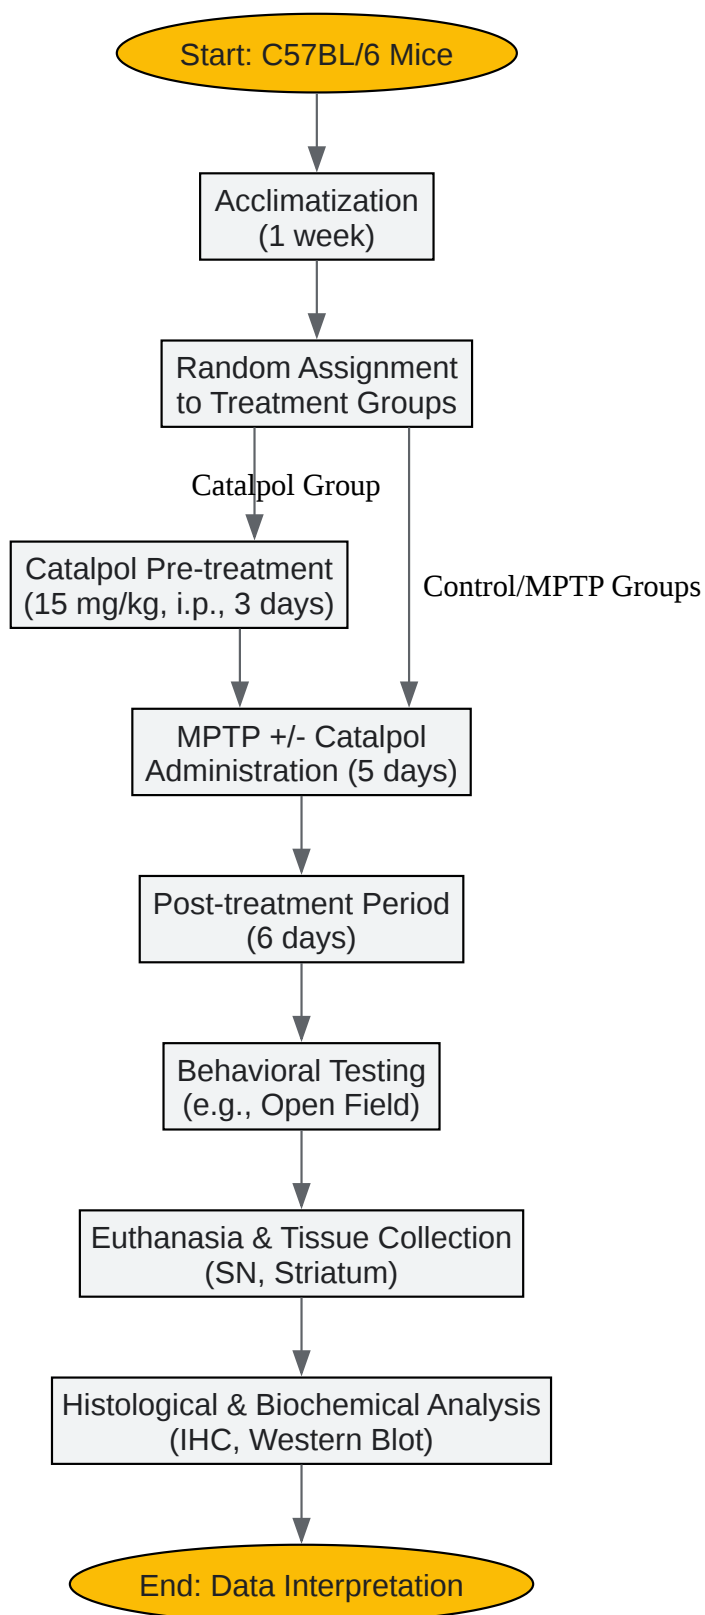 Start: C57BL/6 Mice
Acclimatization
(1 week)
Random Assignment
to Treatment Groups
Catalpol Group
Catalpol Pre-treatment
(15 mg/kg, i.p., 3 days)
Control/MPTP Groups
MPTP +/- Catalpol
Administration (5 days)
Post-treatment Period
(6 days)
Behavioral Testing
(e.g., Open Field)
Euthanasia & Tissue Collection
(SN, Striatum)
Histological & Biochemical Analysis
(IHC, Western Blot)
End: Data Interpretation